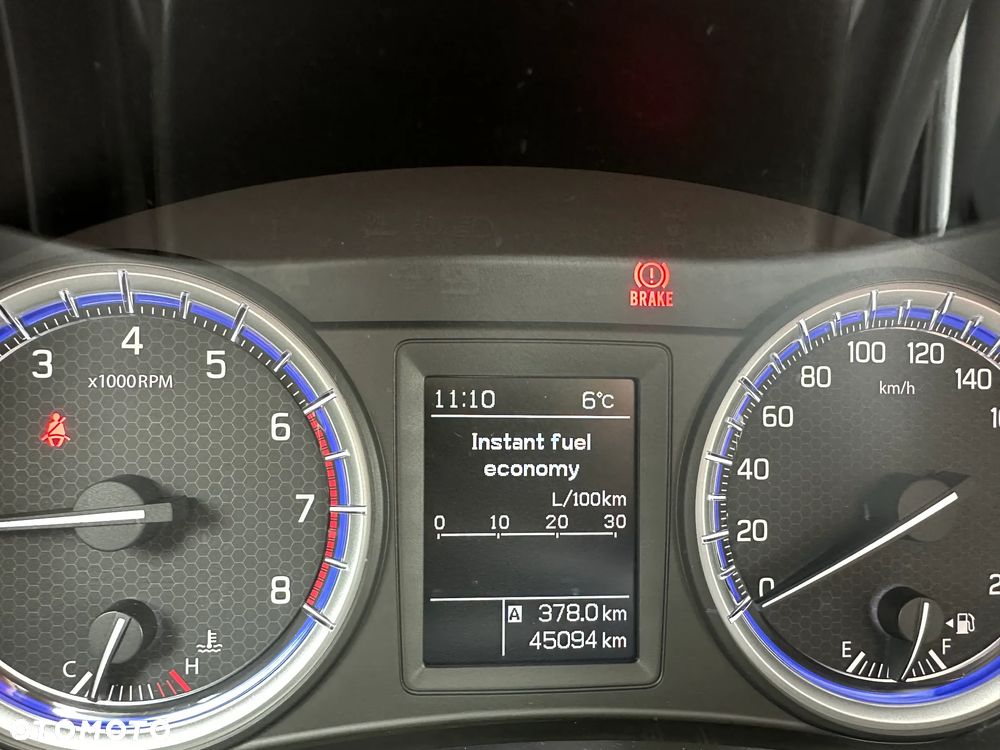 BRAKE
3 4 5 6 7 8
x1000RPM
C H
11:10 6°C
Instant fuel
economy
L/100km
0 10 20 30
A 378.0 km
45094 km
0 20 40 60 80 100 120 140
km/h
E F
OTOMOTO